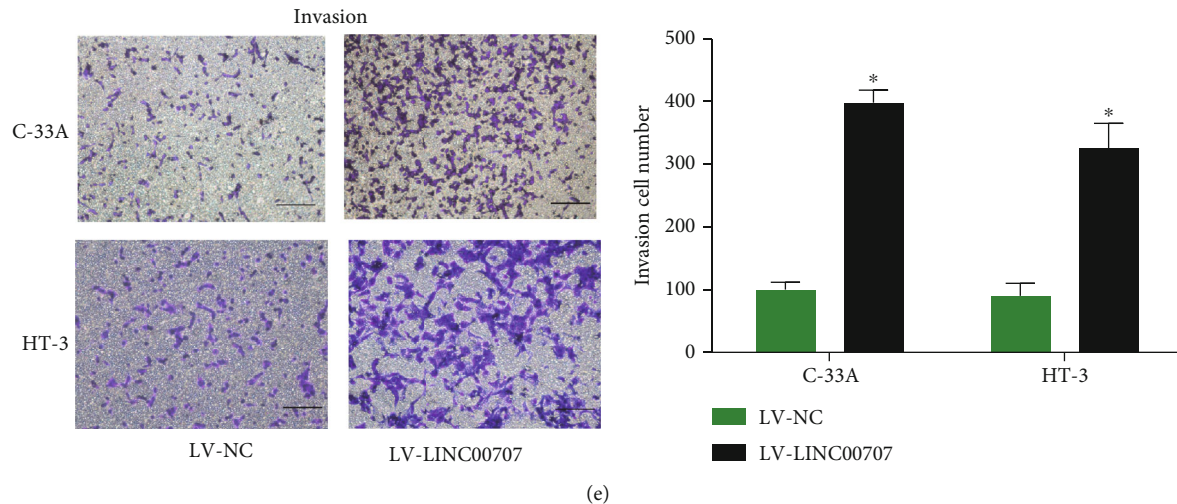 Invasion
C-33A
HT-3
LV-NC
LV-LINC00707
Invasion cell number
500
400
300
200
100
0
*
*
C-33A
HT-3
LV-NC
LV-LINC00707
(e)